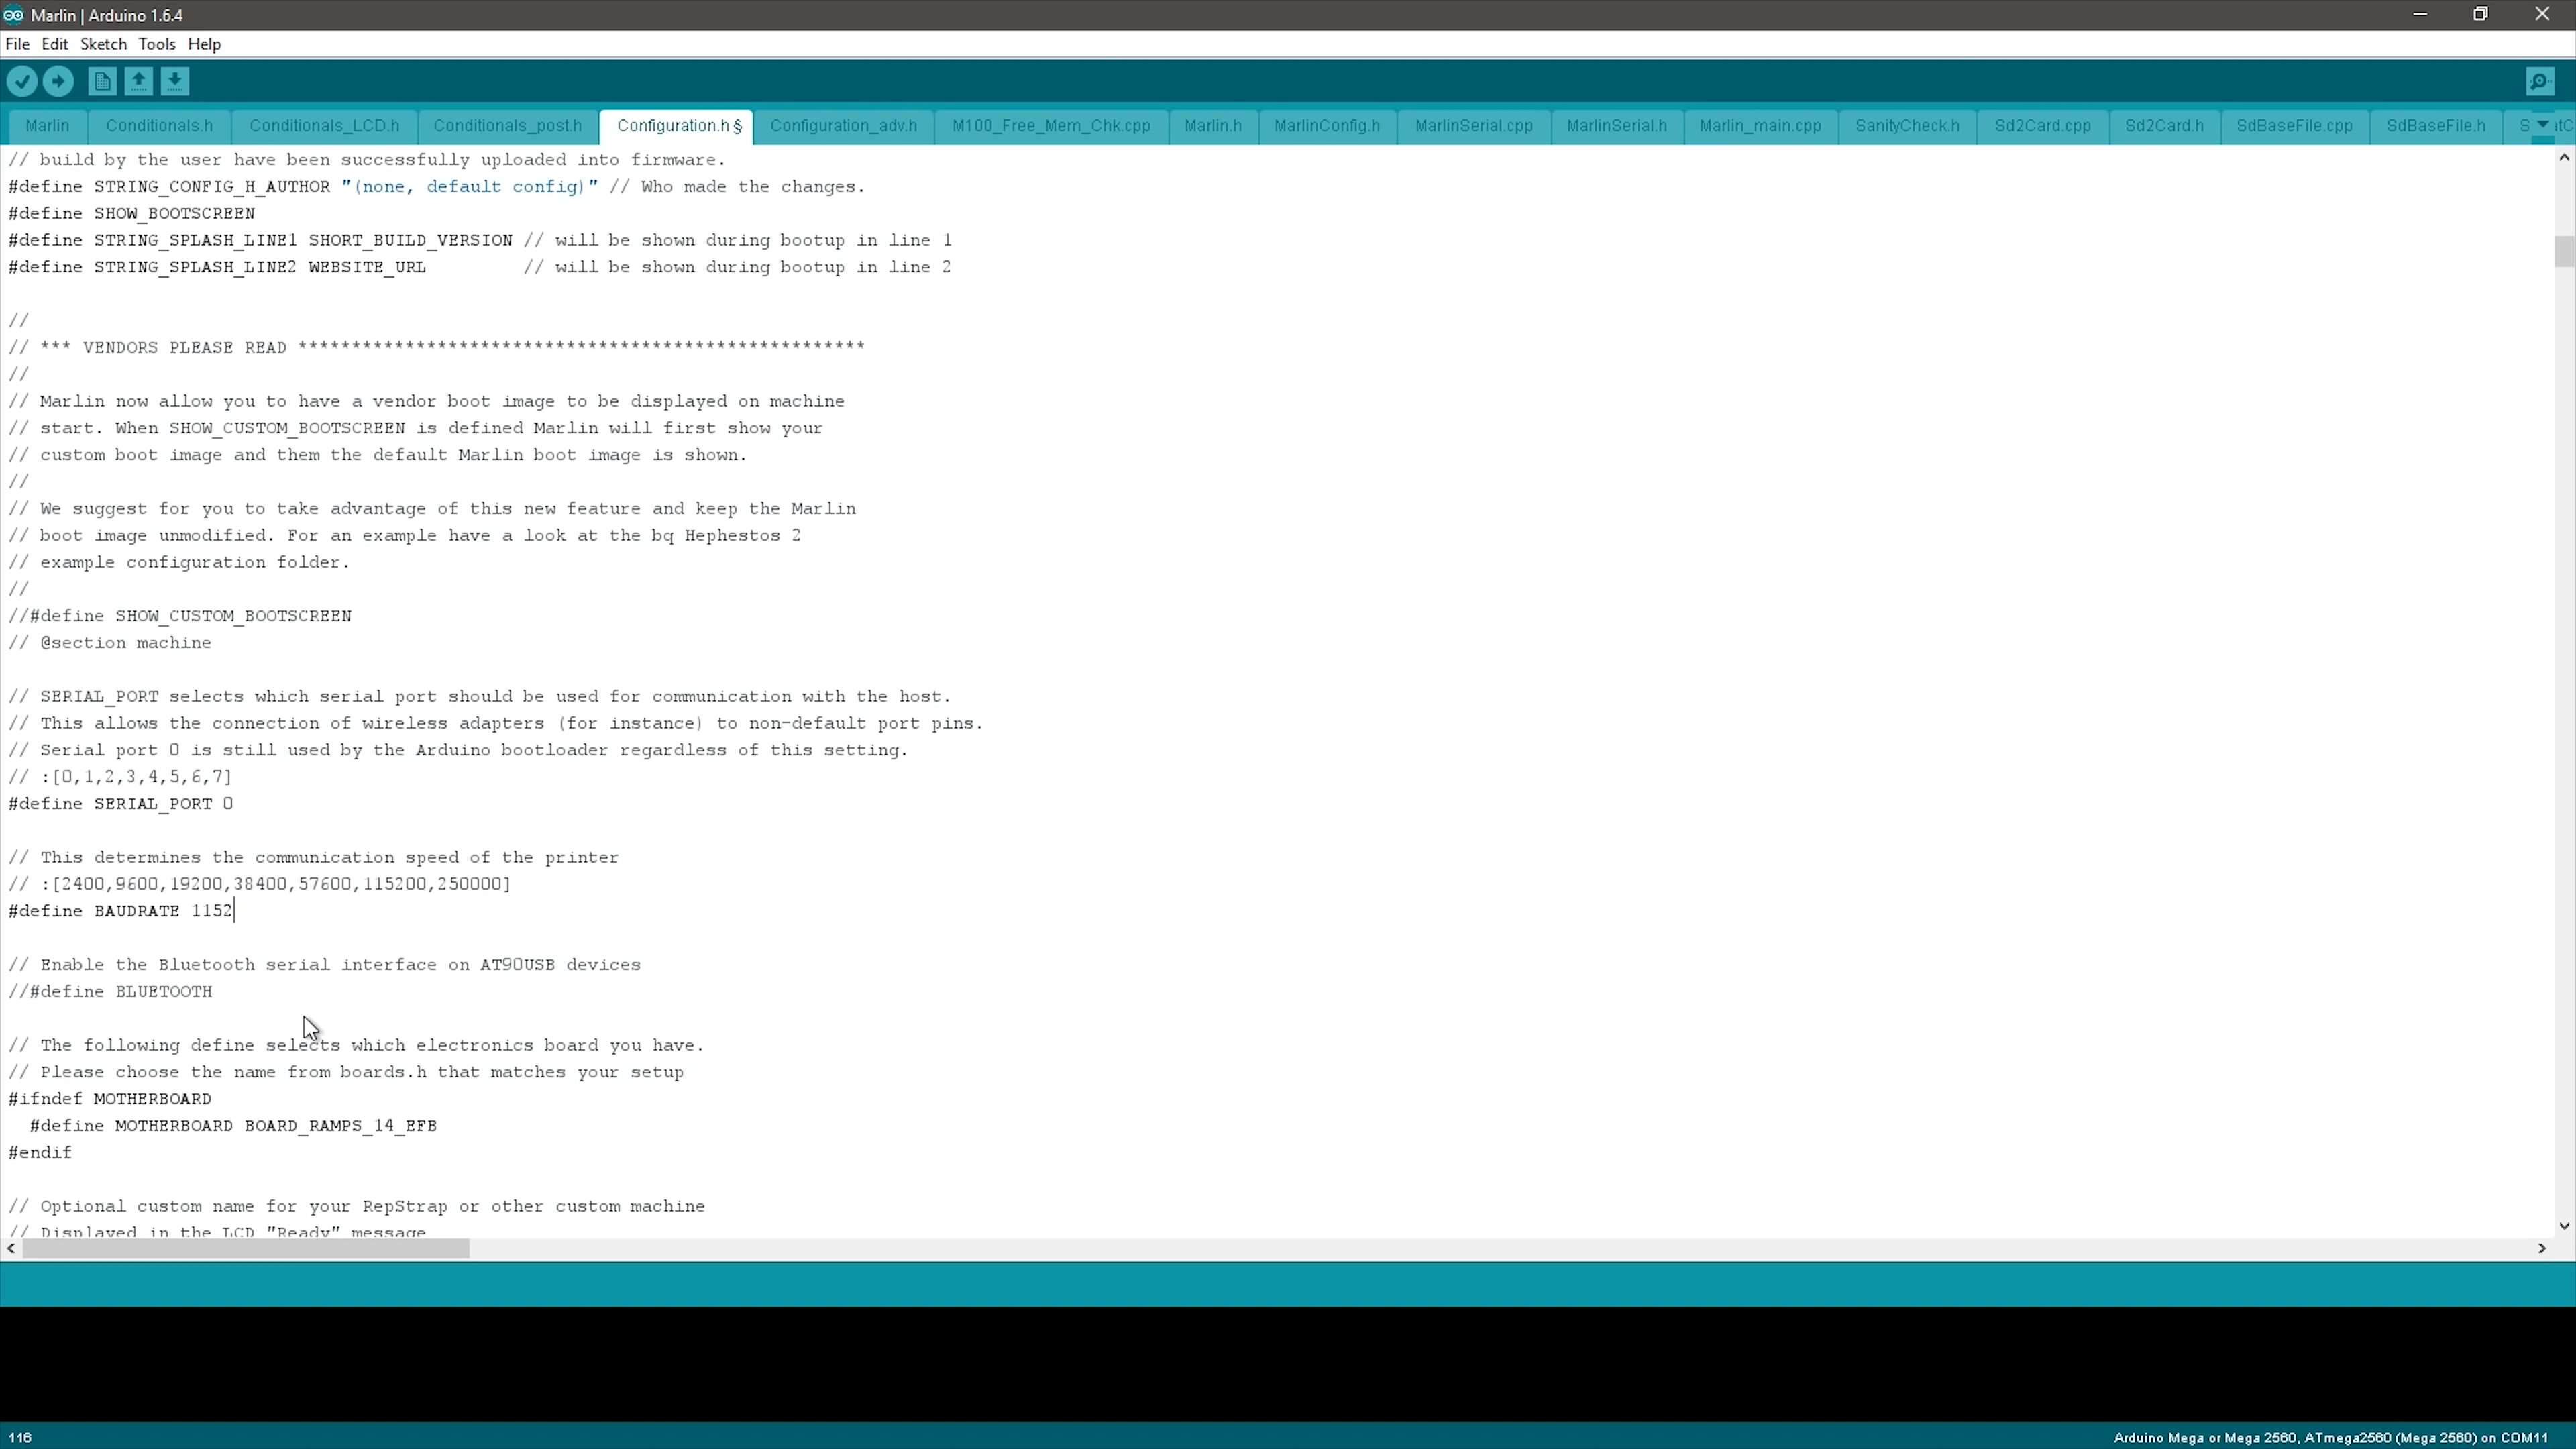 Marlin | Arduino 1.6.4
File Edit Sketch Tools Help
Marlin Conditionals.h Conditionals_LCD.h Conditionals_post.h Configuration.h § Configuration_adv.h M100_Free_Mem_Chk.cpp Marlin.h MarlinConfig.h MarlinSerial.cpp MarlinSerial.h Marlin_main.cpp SanityCheck.h Sd2Card.cpp Sd2Card.h SdBaseFile.cpp SdBaseFile.h
// build by the user have been successfully uploaded into firmware.
#define STRING_CONFIG_H_AUTHOR "(none, default config)" // Who made the changes.
#define SHOW_BOOTSCREEN
#define STRING_SPLASH_LINE1 SHORT_BUILD_VERSION // will be shown during bootup in line 1
#define STRING_SPLASH_LINE2 WEBSITE_URL // will be shown during bootup in line 2
//
// *** VENDORS PLEASE READ *****************************************************
//
// Marlin now allow you to have a vendor boot image to be displayed on machine
// start. When SHOW_CUSTOM_BOOTSCREEN is defined Marlin will first show your
// custom boot image and them the default Marlin boot image is shown.
//
// We suggest for you to take advantage of this new feature and keep the Marlin
// boot image unmodified. For an example have a look at the bq Hephestos 2
// example configuration folder.
//
//#define SHOW_CUSTOM_BOOTSCREEN
// @section machine
// SERIAL_PORT selects which serial port should be used for communication with the host.
// This allows the connection of wireless adapters (for instance) to non-default port pins.
// Serial port 0 is still used by the Arduino bootloader regardless of this setting.
// :[0,1,2,3,4,5,6,7]
#define SERIAL_PORT 0
// This determines the communication speed of the printer
// :[2400,9600,19200,38400,57600,115200,250000]
#define BAUDRATE 1152
// Enable the Bluetooth serial interface on AT90USB devices
//#define BLUETOOTH
// The following define selects which electronics board you have.
// Please choose the name from boards.h that matches your setup
#ifndef MOTHERBOARD
#define MOTHERBOARD BOARD_RAMPS_14_EFB
#endif
// Optional custom name for your RepStrap or other custom machine
// Displayed in the LCD "Ready" message
116
Arduino Mega or Mega 2560, ATmega2560 (Mega 2560) on COM11